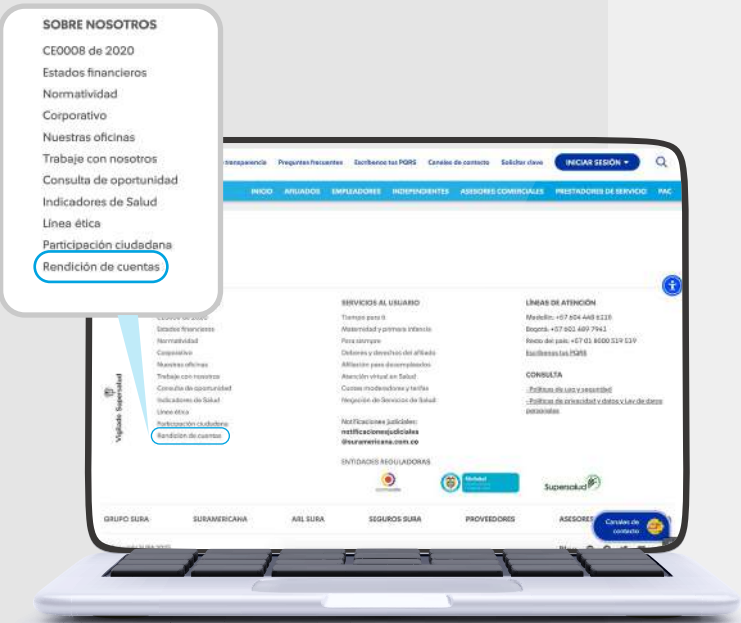 SOBRE NOSOTROS
CE0008 de 2020
Estados financieros
Normatividad
Corporativo
Nuestras oficinas
Trabaje con nosotros
Consulta de oportunidad
Indicadores de Salud
Línea ética
Participación ciudadana
Rendición de cuentas
transparencia Preguntas frecuentes Escríbenos tus PQRS Canales de contacto Solicitar clave INICIAR SESIÓN
INICIO AFILIADOS EMPLEADORES INDEPENDIENTES ASESORES COMERCIALES PRESTADORES DE SERVICIO PAC
Estados financieros
Normatividad
Corporativo
Nuestras oficinas
Trabaje con nosotros
Consulta de oportunidad
Indicadores de Salud
Línea ética
Participación ciudadana
Rendición de cuentas
Vigilado Supersalud
SERVICIOS AL USUARIO
Tiempo para ti
Maternidad y primera infancia
Para siempre
Deberes y derechos del afiliado
Afiliación para desempleados
Atención virtual en Salud
Cuotas moderadoras y tarifas
Negación de Servicios de Salud
Notificaciones judiciales:
notificacionesjudiciales
@suramericana.com.co
ENTIDADES REGULADORAS
MinSalud
Supersalud
LÍNEAS DE ATENCIÓN
Medellín: +57 604 448 6115
Bogotá: +57 601 489 7941
Resto del país: +57 01 8000 519 519
Escríbenos tus PQRS
CONSULTA
-Políticas de uso y seguridad
-Políticas de privacidad y datos y Ley de datos
personales
GRUPO SURA SURAMERICANA ARL SURA SEGUROS SURA PROVEEDORES ASESORES
Canales de
contacto